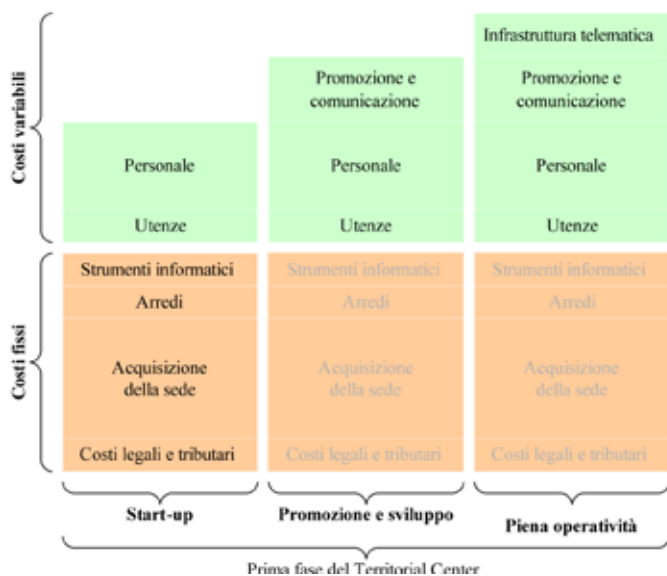 Costi variabili
Infrastruttura telematica
Promozione e
comunicazione
Promozione e
comunicazione
Personale
Personale
Personale
Utenze
Utenze
Utenze
Costi fissi
Strumenti informatici
Strumenti informatici
Strumenti informatici
Arredi
Arredi
Arredi
Acquisizione
della sede
Acquisizione
della sede
Acquisizione
della sede
Costi legali e tributari
Costi legali e tributari
Costi legali e tributari
Start-up
Promozione e sviluppo
Piena operatività
Prima fase del Territorial Center